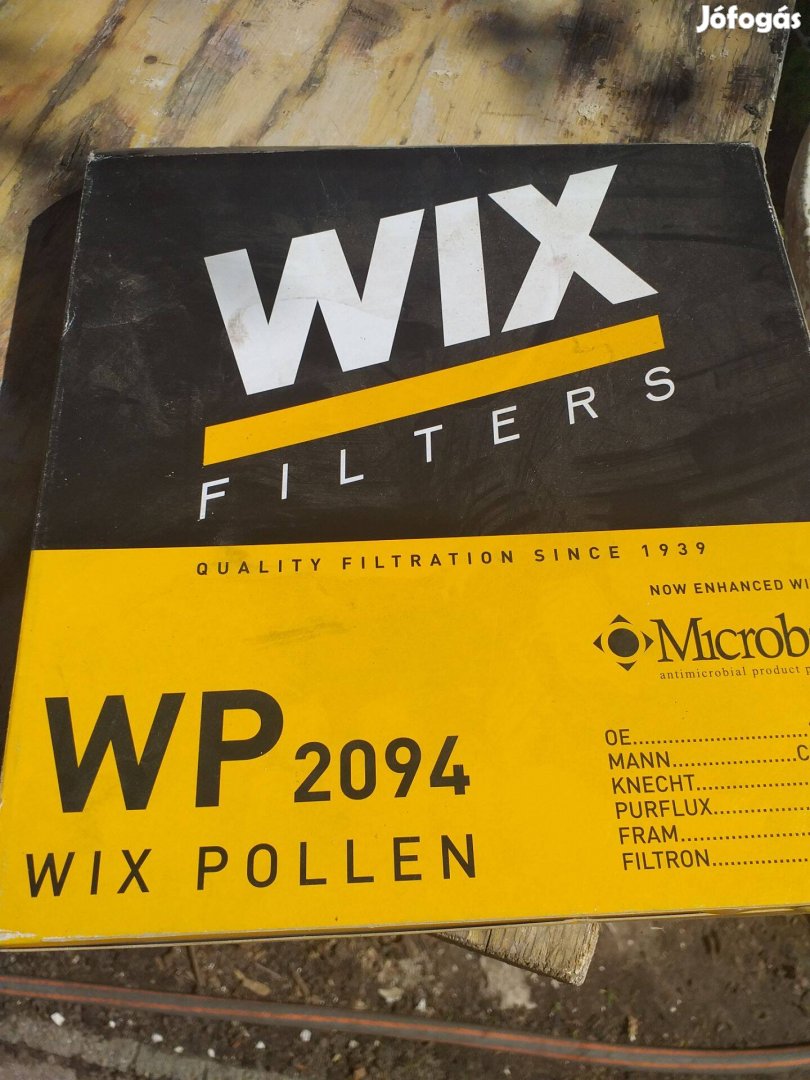 Jófogás
WIX
FILTERS
QUALITY FILTRATION SINCE 1939
NOW ENHANCED
antimicrobial product
WP 2094
WIX POLLEN
OE
MANN
KNECHT
PURFLUX
FRAM
FILTRON